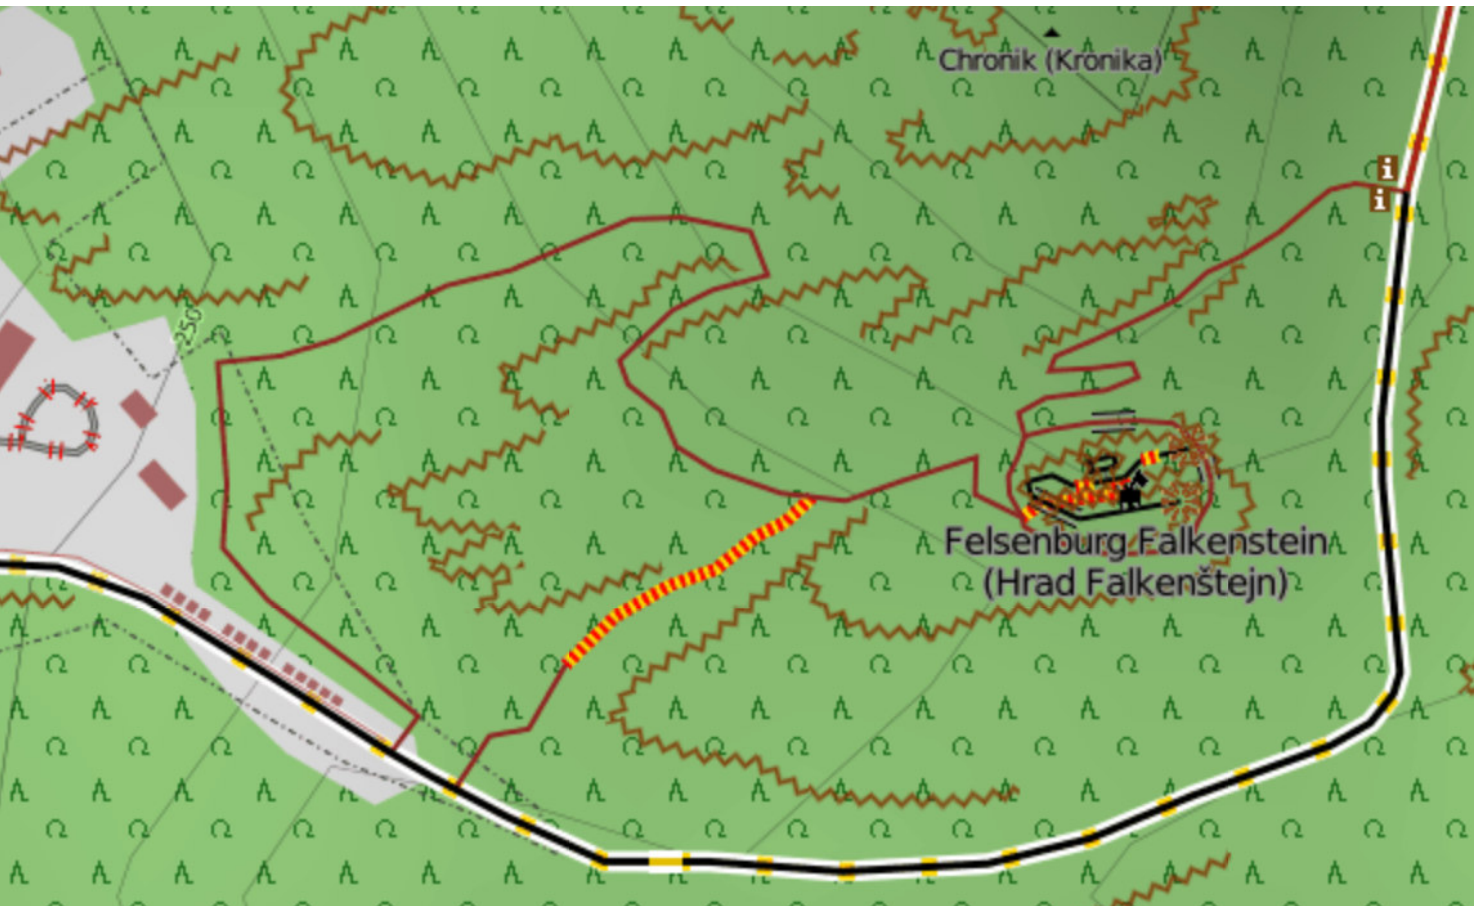 Chronik (Kronika)
i
i
250
Felsenburg Falkenstein
(Hrad Falkenštejn)